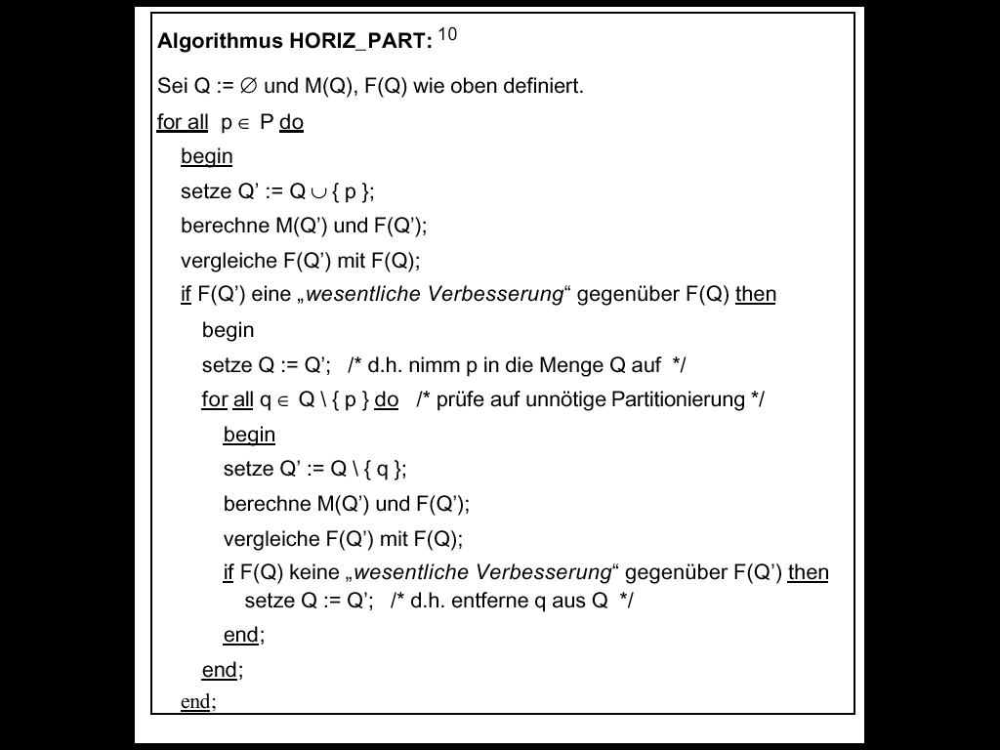 Algorithmus HORIZ_PART: 10
Sei Q := ∅ und M(Q), F(Q) wie oben definiert.
for all p ∈ P do
begin
setze Q’ := Q ∪ { p };
berechne M(Q’) und F(Q’);
vergleiche F(Q’) mit F(Q);
if F(Q’) eine „wesentliche Verbesserung“ gegenüber F(Q) then
begin
setze Q := Q’; /* d.h. nimm p in die Menge Q auf */
for all q ∈ Q \ { p } do /* prüfe auf unnötige Partitionierung */
begin
setze Q’ := Q \ { q };
berechne M(Q’) und F(Q’);
vergleiche F(Q’) mit F(Q);
if F(Q) keine „wesentliche Verbesserung“ gegenüber F(Q’) then
setze Q := Q’; /* d.h. entferne q aus Q */
end;
end;
end;